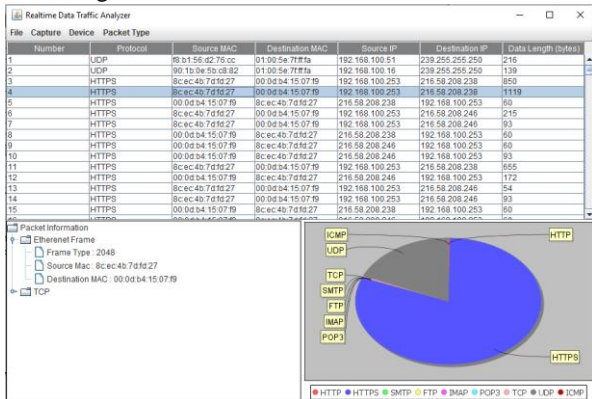 Realtime Data Traffic Analyzer
File Capture Device Packet Type
Number Protocol Source MAC Destination MAC Source IP Destination IP Data Length (bytes)
1 UDP f8:b1:56:d2:76:cc 01:00:5e:7f:ff:fa 192.168.100.51 239.255.255.250 216
2 UDP 90:1b:0e:5b:c8:82 01:00:5e:7f:ff:fa 192.168.100.16 239.255.255.250 139
3 HTTPS 8c:ec:4b:7d:fd:27 00:0d:b4:15:07:f9 192.168.100.253 216.58.208.238 850
4 HTTPS 8c:ec:4b:7d:fd:27 00:0d:b4:15:07:f9 192.168.100.253 216.58.208.238 1119
5 HTTPS 00:0d:b4:15:07:f9 8c:ec:4b:7d:fd:27 216.58.208.238 192.168.100.253 60
6 HTTPS 00:0d:b4:15:07:f9 8c:ec:4b:7d:fd:27 216.58.208.246 192.168.100.253 215
7 HTTPS 8c:ec:4b:7d:fd:27 00:0d:b4:15:07:f9 192.168.100.253 216.58.208.246 93
8 HTTPS 00:0d:b4:15:07:f9 8c:ec:4b:7d:fd:27 216.58.208.238 192.168.100.253 60
9 HTTPS 00:0d:b4:15:07:f9 8c:ec:4b:7d:fd:27 216.58.208.246 192.168.100.253 60
10 HTTPS 00:0d:b4:15:07:f9 8c:ec:4b:7d:fd:27 216.58.208.246 192.168.100.253 93
11 HTTPS 8c:ec:4b:7d:fd:27 00:0d:b4:15:07:f9 192.168.100.253 216.58.208.238 655
12 HTTPS 00:0d:b4:15:07:f9 8c:ec:4b:7d:fd:27 216.58.208.246 192.168.100.253 172
13 HTTPS 8c:ec:4b:7d:fd:27 00:0d:b4:15:07:f9 192.168.100.253 216.58.208.246 54
14 HTTPS 8c:ec:4b:7d:fd:27 00:0d:b4:15:07:f9 192.168.100.253 216.58.208.246 93
15 HTTPS 00:0d:b4:15:07:f9 8c:ec:4b:7d:fd:27 216.58.208.238 192.168.100.253 60
Packet Information
Etherenet Frame
Frame Type : 2048
Source Mac : 8c:ec:4b:7d:fd:27
Destination MAC : 00:0d:b4:15:07:f9
TCP
ICMP
HTTP
UDP
TCP
SMTP
FTP
IMAP
POP3
HTTPS
HTTP HTTPS SMTP FTP IMAP POP3 TCP UDP ICMP